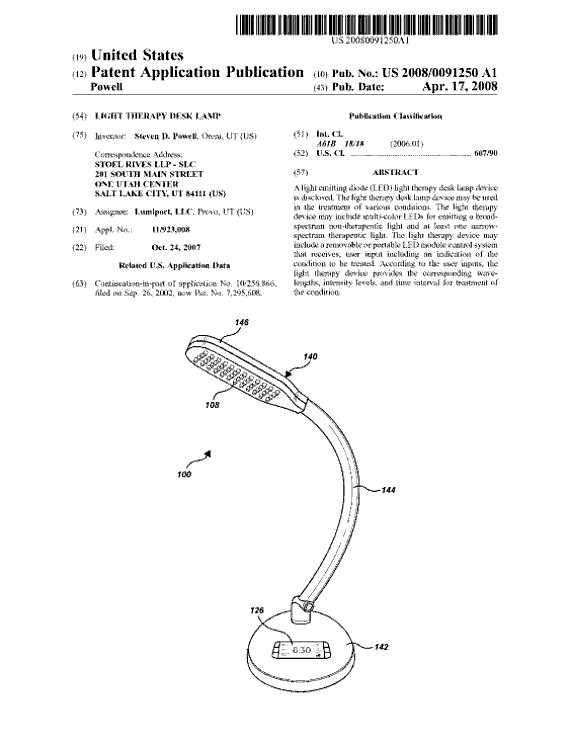 US 20080091250A1
(19) United States
(12) Patent Application Publication (10) Pub. No.: US 2008/0091250 A1
Powell (43) Pub. Date: Apr. 17, 2008
(54) LIGHT THERAPY DESK LAMP
(75) Inventor: Steven D. Powell, Orem, UT (US)
Correspondence Address:
STOEL RIVES LLP - SLC
201 SOUTH MAIN STREET
ONE UTAH CENTER
SALT LAKE CITY, UT 84111 (US)
(73) Assignee: Lumiport, LLC, Provo, UT (US)
(21) Appl. No.: 11/923,008
(22) Filed: Oct. 24, 2007
Related U.S. Application Data
(63) Continuation-in-part of application No. 10/256,866,
filed on Sep. 26, 2002, now Pat. No. 7,295,608.
Publication Classification
(51) Int. Cl.
A61B 18/18 (2006.01)
(52) U.S. Cl. 607/90
(57) ABSTRACT
A light emitting diode (LED) light therapy desk lamp device
is disclosed. The light therapy desk lamp device may be used
in the treatment of various conditions. The light therapy
device may include multi-color LEDs for emitting a broad-
spectrum non-therapeutic light and at least one narrow-
spectrum therapeutic light. The light therapy device may
include a removable or portable LED module control system
that receives, user input including an indication of the
condition to be treated. According to the user inputs, the
light therapy device provides the corresponding wave-
lengths, intensity levels, and time interval for treatment of
the condition.
146
140
108
100
144
126
8:30
142